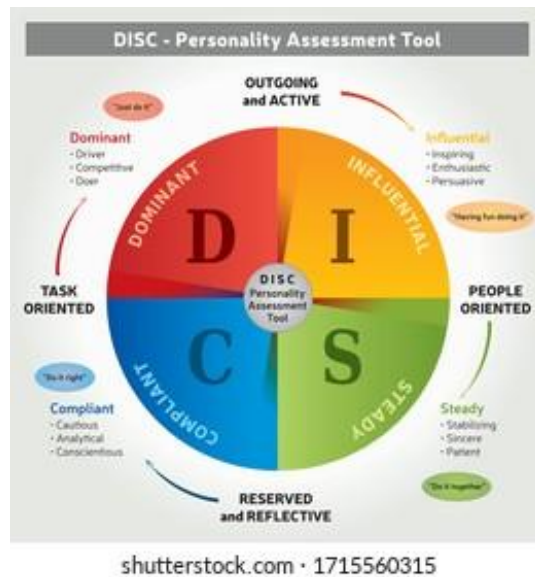 DISC - Personality Assessment Tool
OUTGOING
and ACTIVE
"Just do it"
Dominant
• Driver
• Competitive
• Doer
Influential
• Inspiring
• Enthusiastic
• Persuasive
"Having fun doing it"
DOMINANT
INFLUENTIAL
D
I
DISC
Personality
Assessment
Tool
TASK
ORIENTED
PEOPLE
ORIENTED
C
S
COMPLIANT
STEADY
"Do it right"
Compliant
• Cautious
• Analytical
• Conscientious
Steady
• Stabilizing
• Sincere
• Patient
"Do it together"
RESERVED
and REFLECTIVE
shutterstock.com · 1715560315